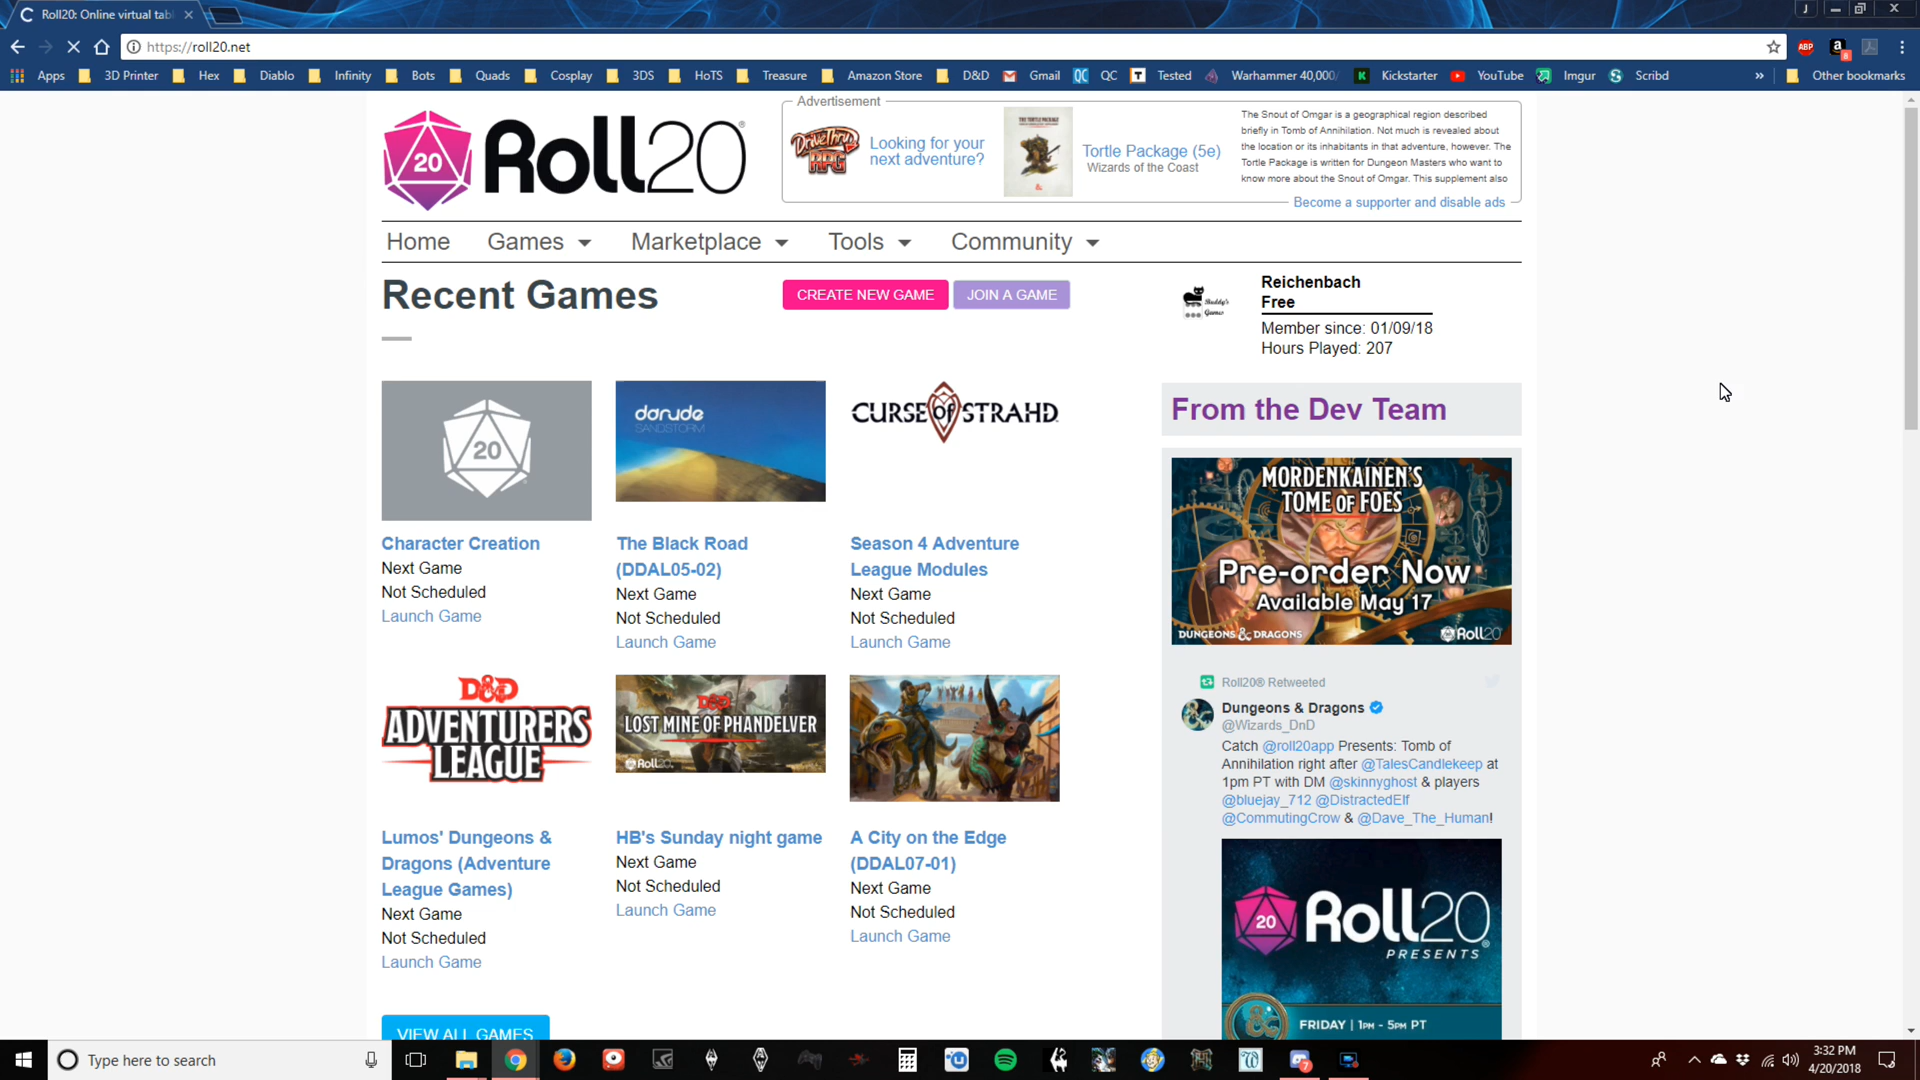 Roll20: Online virtual tab
https://roll20.net
Apps 3D Printer Hex Diablo Infinity Bots Quads Cosplay 3DS HoTS Treasure Amazon Store D&D Gmail QC Tested Warhammer 40,000/ Kickstarter YouTube Imgur Scribd » Other bookmarks
Roll20®
Advertisement
DriveThru RPG
Looking for your
next adventure?
THE TORTLE PACKAGE
Tortle Package (5e)
Wizards of the Coast
The Snout of Omgar is a geographical region described
briefly in Tomb of Annihilation. Not much is revealed about
the location or its inhabitants in that adventure, however. The
Tortle Package is written for Dungeon Masters who want to
know more about the Snout of Omgar. This supplement also
Become a supporter and disable ads
Home Games Marketplace Tools Community
Recent Games
CREATE NEW GAME JOIN A GAME
Buddy's
Games
Reichenbach
Free
Member since: 01/09/18
Hours Played: 207
20
darude
SANDSTORM
CURSE of STRAHD
Character Creation
Next Game
Not Scheduled
Launch Game
The Black Road
(DDAL05-02)
Next Game
Not Scheduled
Launch Game
Season 4 Adventure
League Modules
Next Game
Not Scheduled
Launch Game
D&D
ADVENTURERS
LEAGUE
D&D
LOST MINE OF PHANDELVER
Roll20
Lumos' Dungeons &
Dragons (Adventure
League Games)
Next Game
Not Scheduled
Launch Game
HB's Sunday night game
Next Game
Not Scheduled
Launch Game
A City on the Edge
(DDAL07-01)
Next Game
Not Scheduled
Launch Game
VIEW ALL GAMES
From the Dev Team
MORDENKAINEN'S
TOME OF FOES
Pre-order Now
Available May 17
DUNGEONS & DRAGONS Roll20
Roll20® Retweeted
Dungeons & Dragons
@Wizards_DnD
Catch @roll20app Presents: Tomb of
Annihilation right after @TalesCandlekeep at
1pm PT with DM @skinnyghost & players
@bluejay_712 @DistractedElf
@CommutingCrow & @Dave_The_Human!
20 Roll20®
PRESENTS
FRIDAY | 1PM - 5PM PT
Type here to search
3:32 PM
4/20/2018